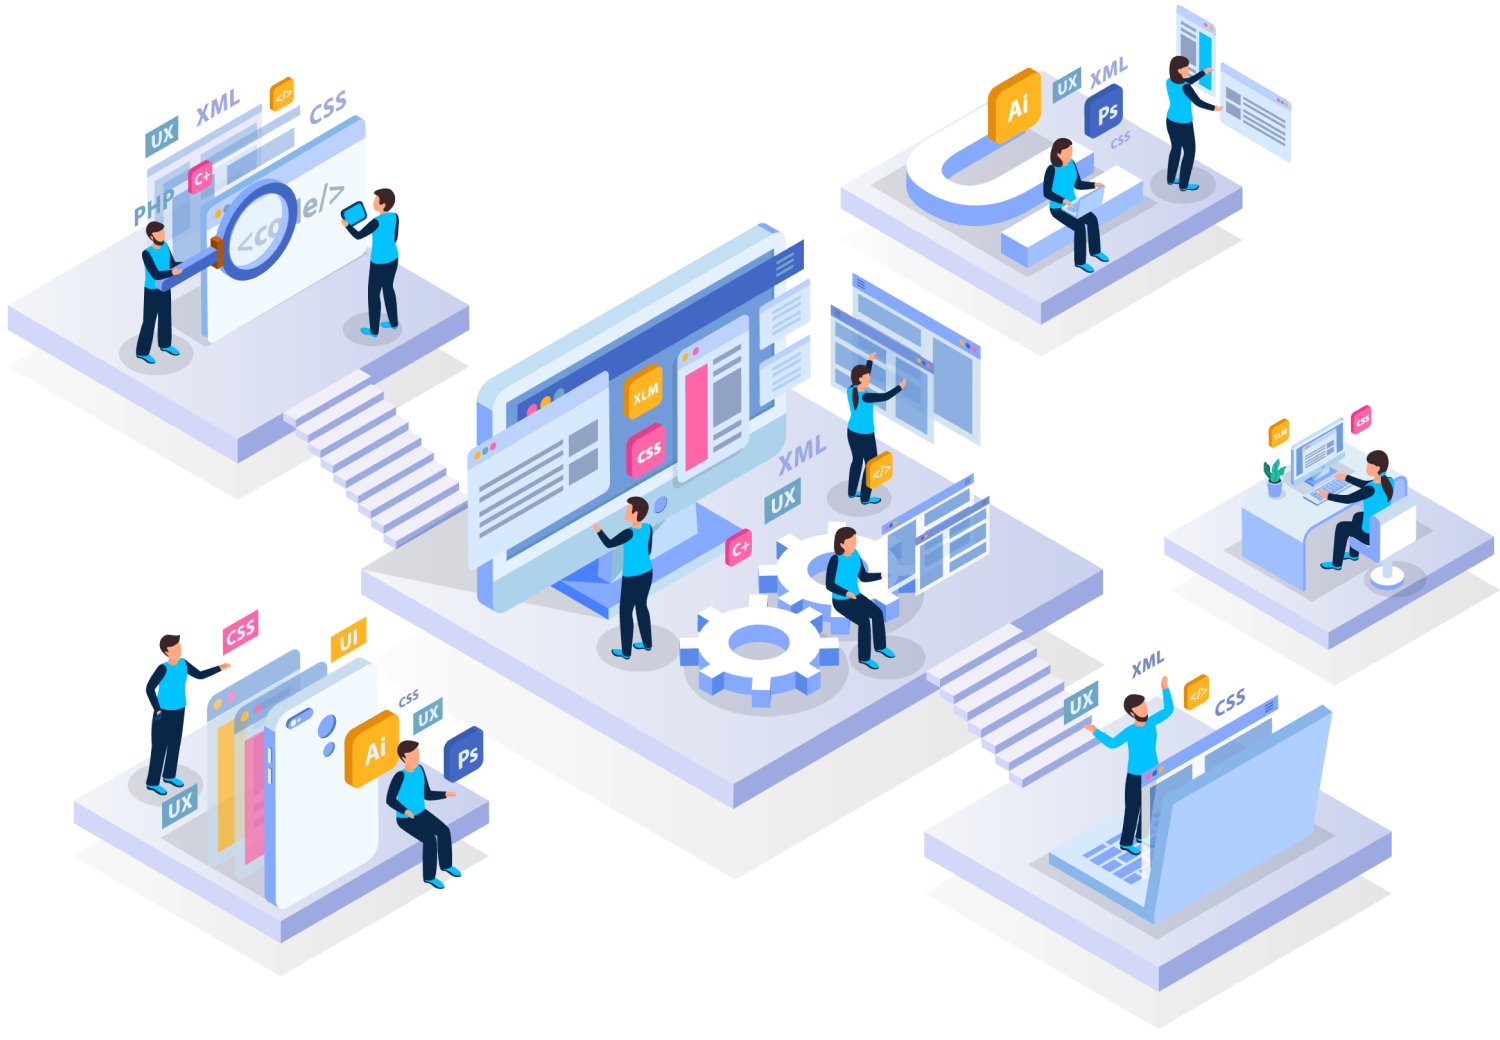 UX
XML
</>
CSS
C+
PHP
<code/>
Ai
UX
XML
Ps
CSS
XLM
CSS
XML
UX
C+
</>
XLM
CSS
CSS
UI
CSS
UX
Ai
Ps
UX
XML
UX
</>
CSS